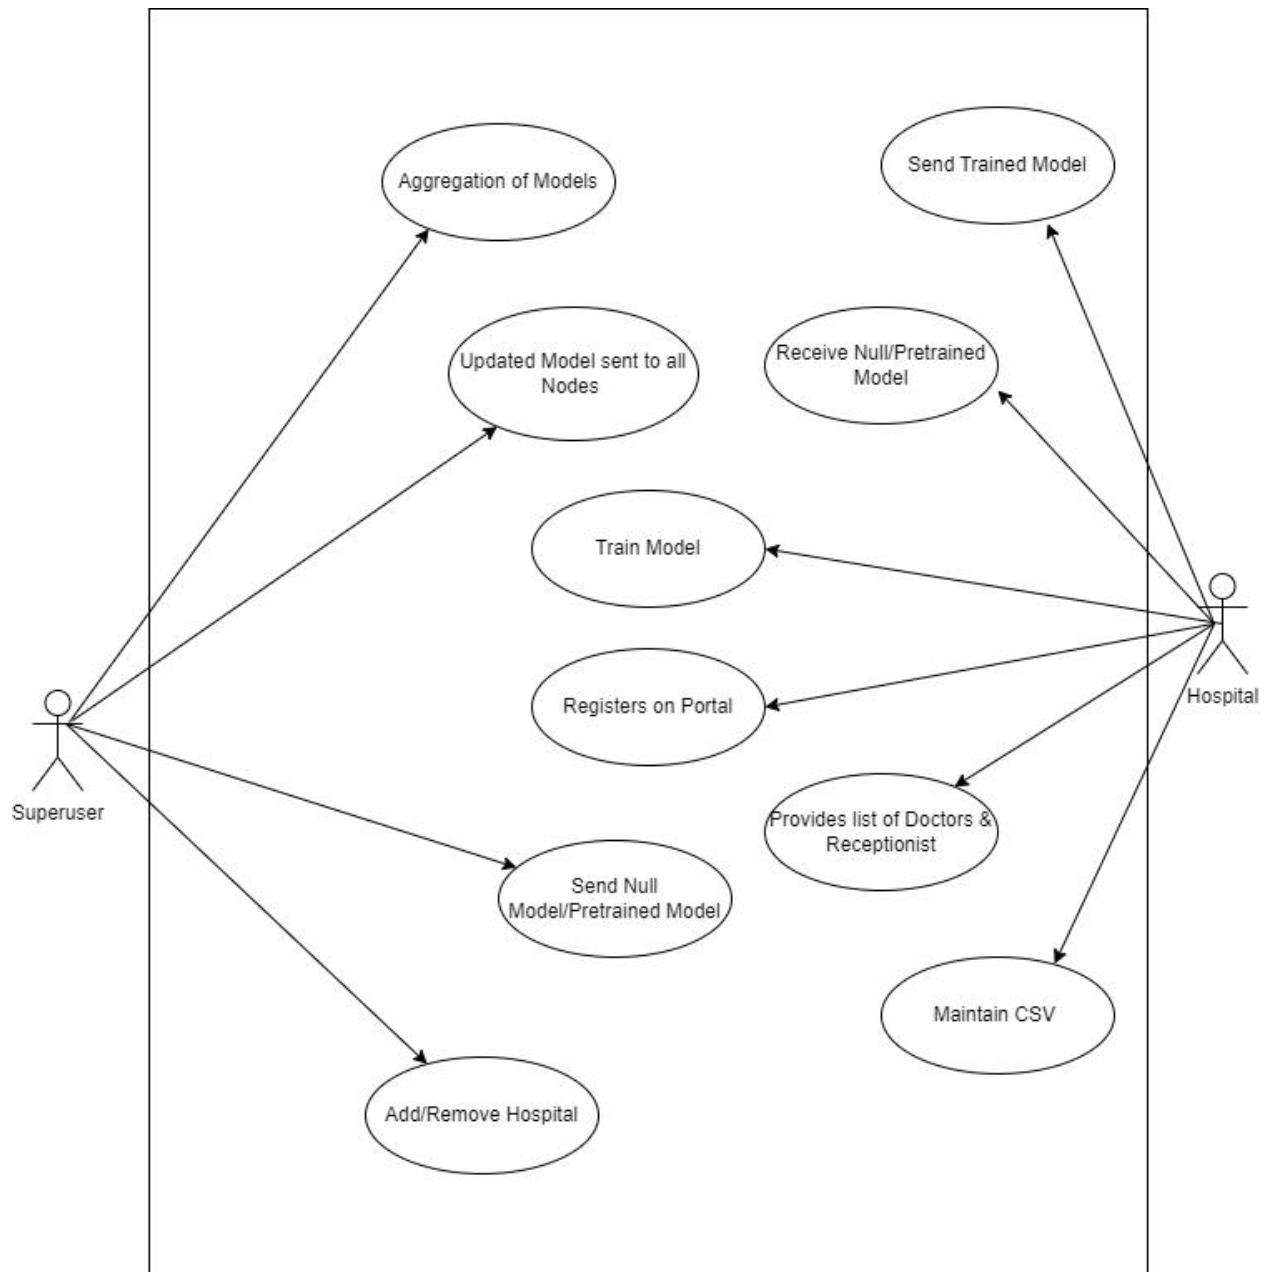 Send Trained Model
Aggregation of Models
Receive Null/Pretrained
Model
Updated Model sent to all
Nodes
Train Model
Hospital
Registers on Portal
Superuser
Provides list of Doctors &
Receptionist
Send Null
Model/Pretrained Model
Maintain CSV
Add/Remove Hospital